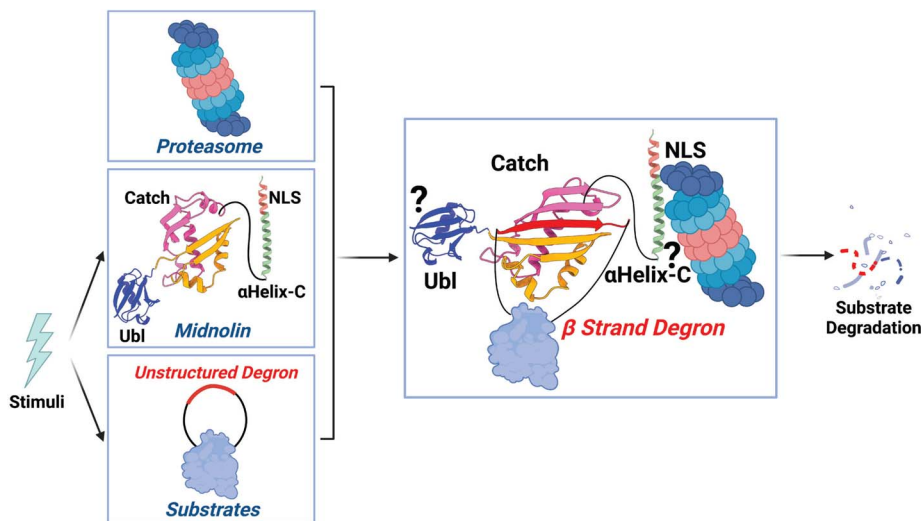 Proteasome
Catch
NLS
αHelix-C
Ubl
Midnolin
Stimuli
Unstructured Degron
Substrates
Catch
NLS
?
Ubl
αHelix-C
?
β Strand Degron
Substrate
Degradation